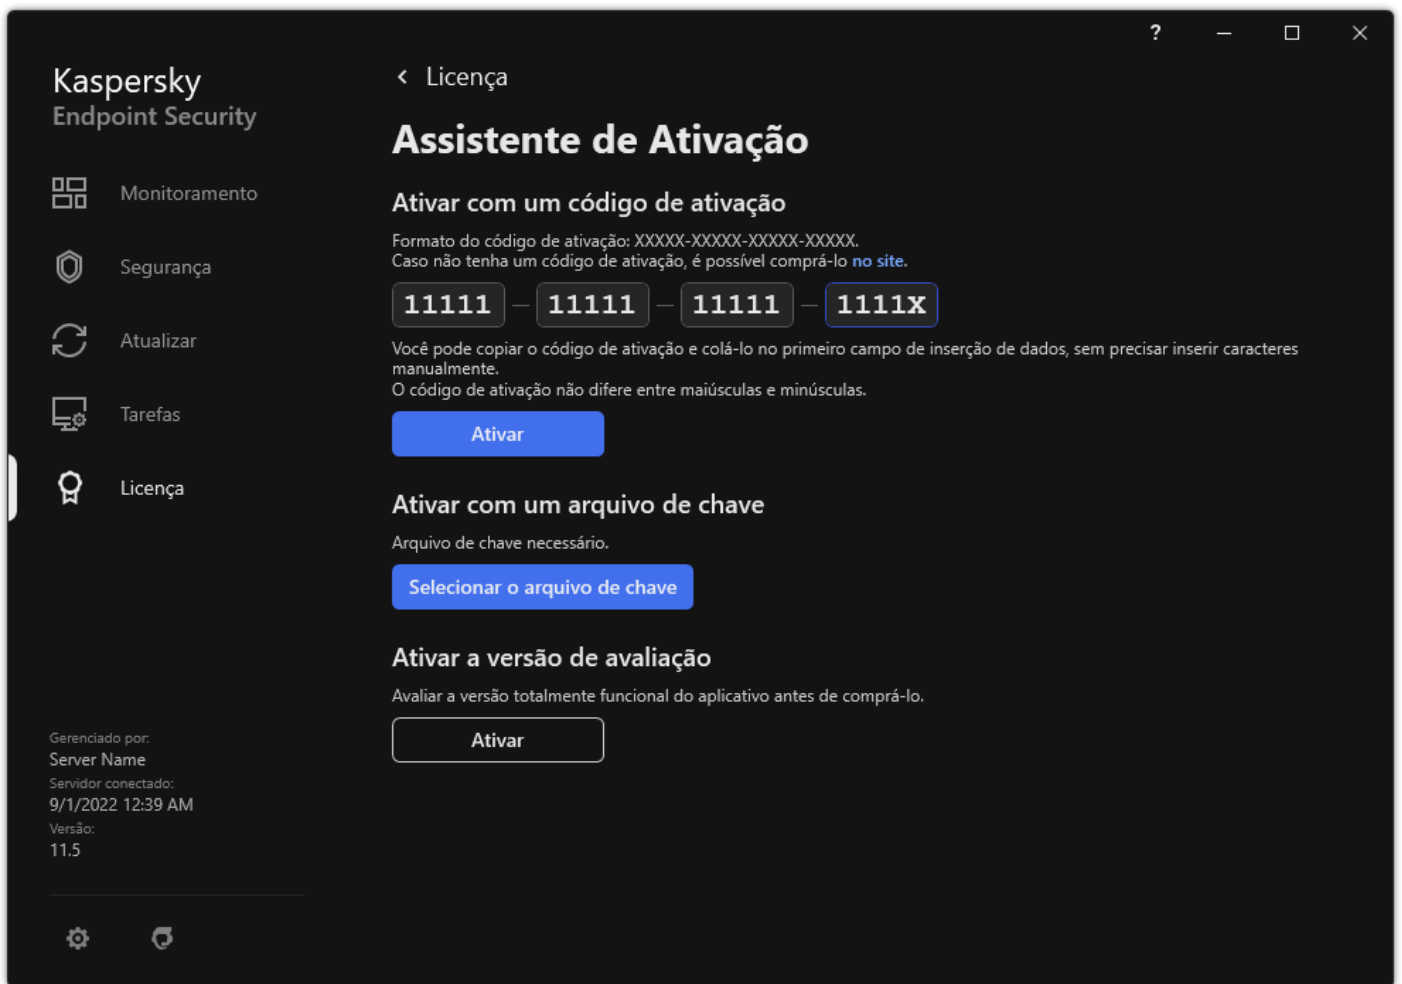 ?
Kaspersky
Endpoint Security
Monitoramento
Segurança
Atualizar
Tarefas
Licença
Gerenciado por:
Server Name
Servidor conectado:
9/1/2022 12:39 AM
Versão:
11.5
Licença
Assistente de Ativação
Ativar com um código de ativação
Formato do código de ativação: XXXXX-XXXXX-XXXXX-XXXXX.
Caso não tenha um código de ativação, é possível comprá-lo no site.
11111 — 11111 — 11111 — 1111X
Você pode copiar o código de ativação e colá-lo no primeiro campo de inserção de dados, sem precisar inserir caracteres
manualmente.
O código de ativação não difere entre maiúsculas e minúsculas.
Ativar
Ativar com um arquivo de chave
Arquivo de chave necessário.
Selecionar o arquivo de chave
Ativar a versão de avaliação
Avaliar a versão totalmente funcional do aplicativo antes de comprá-lo.
Ativar